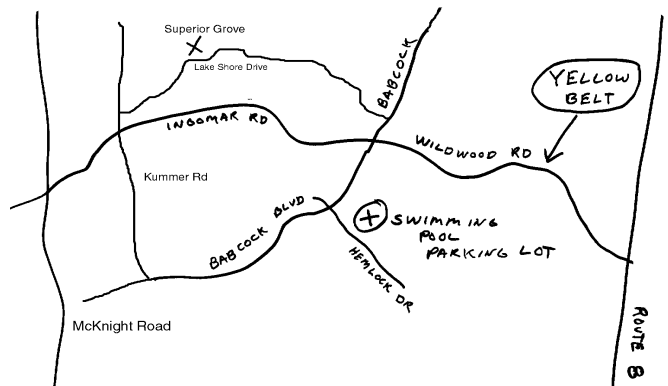 Superior Grove
Lake Shore Drive
BABCOCK
YELLOW
BELT
INGOMAR RD
WILDWOOD RD
Kummer Rd
BABCOCK BLVD
SWIMMING
POOL
PARKING LOT
HEMLOCK DR
McKnight Road
ROUTE 8